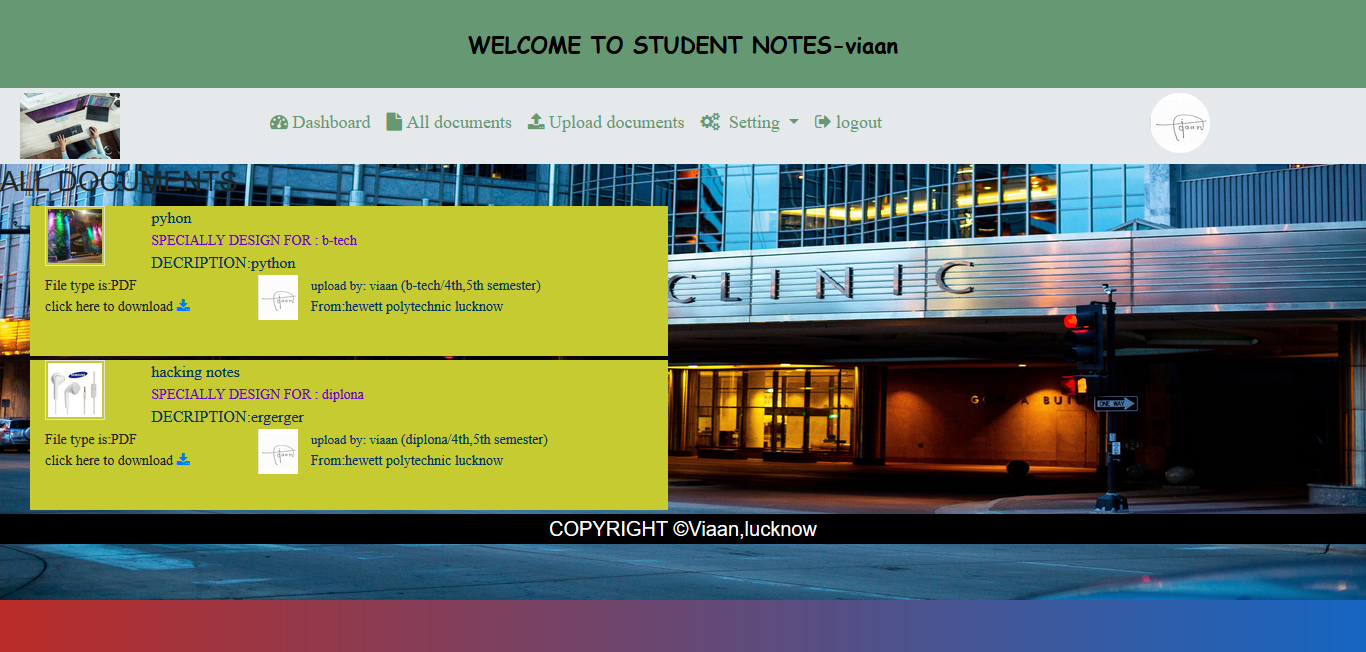 WELCOME TO STUDENT NOTES-viaan
Dashboard All documents Upload documents Setting logout
ALL DOCUMENTS
pyhon
SPECIALLY DESIGN FOR : b-tech
DECRIPTION:python
File type is:PDF
click here to download
upload by: viaan (b-tech/4th,5th semester)
From:hewett polytechnic lucknow
CLINIC
hacking notes
SPECIALLY DESIGN FOR : diplona
DECRIPTION:ergerger
ONE WAY
File type is:PDF
click here to download
upload by: viaan (diplona/4th,5th semester)
From:hewett polytechnic lucknow
SAMSUNG
COPYRIGHT ©Viaan,lucknow